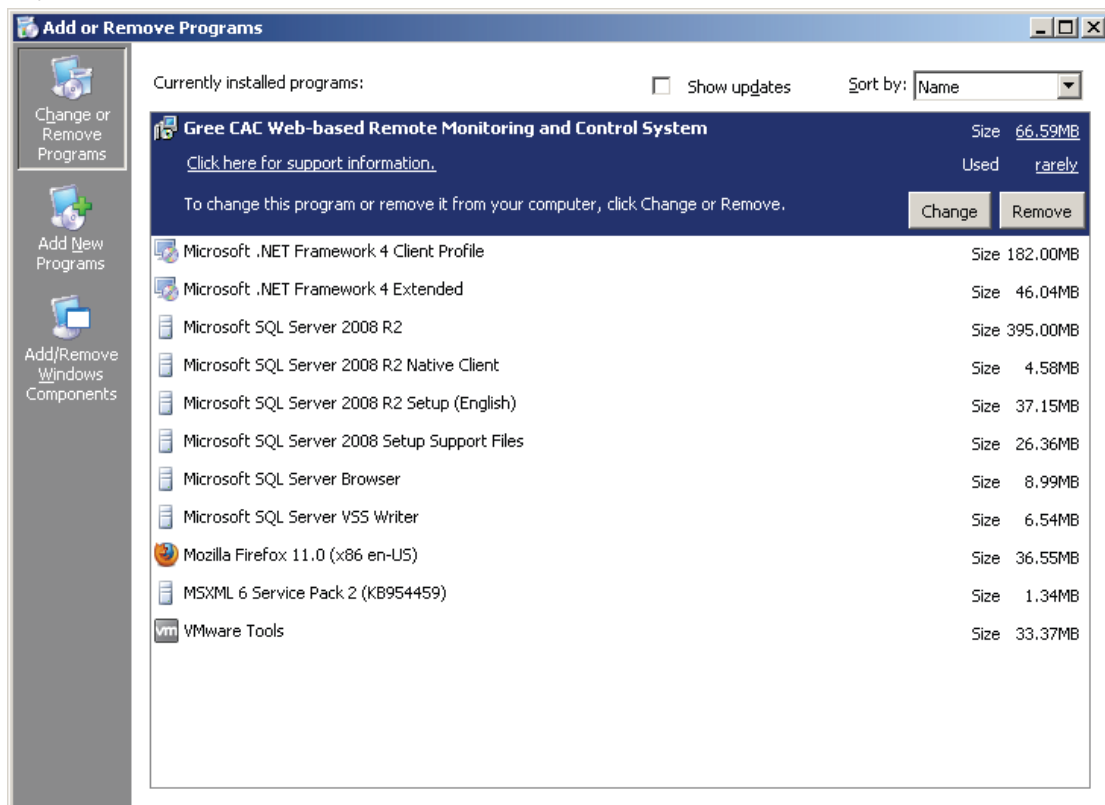 Add or Remove Programs
Change or
Remove
Programs
Add New
Programs
Add/Remove
Windows
Components
Currently installed programs:
Show updates
Sort by: Name
Gree CAC Web-based Remote Monitoring and Control System Size 66.59MB
Click here for support information. Used rarely
To change this program or remove it from your computer, click Change or Remove. Change Remove
Microsoft .NET Framework 4 Client Profile Size 182.00MB
Microsoft .NET Framework 4 Extended Size 46.04MB
Microsoft SQL Server 2008 R2 Size 395.00MB
Microsoft SQL Server 2008 R2 Native Client Size 4.58MB
Microsoft SQL Server 2008 R2 Setup (English) Size 37.15MB
Microsoft SQL Server 2008 Setup Support Files Size 26.36MB
Microsoft SQL Server Browser Size 8.99MB
Microsoft SQL Server VSS Writer Size 6.54MB
Mozilla Firefox 11.0 (x86 en-US) Size 36.55MB
MSXML 6 Service Pack 2 (KB954459) Size 1.34MB
vm VMware Tools Size 33.37MB